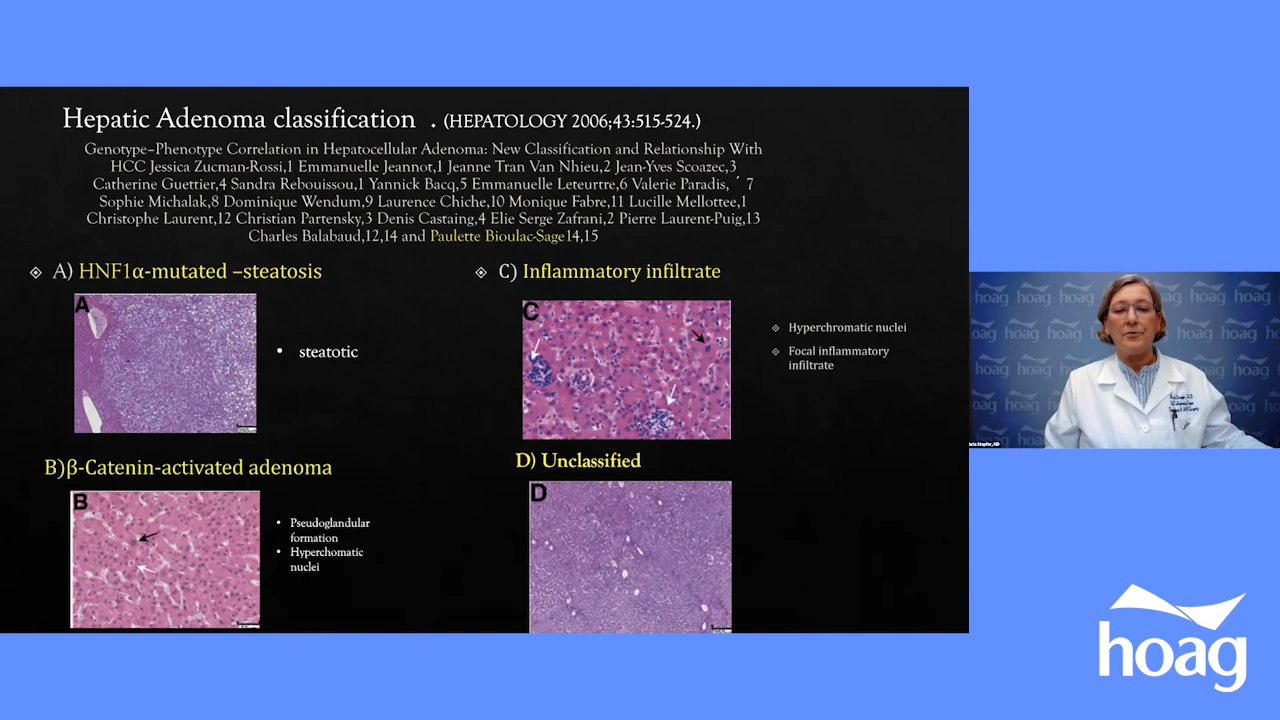 Hepatic Adenoma classification . (HEPATOLOGY 2006;43:515-524.)
Genotype–Phenotype Correlation in Hepatocellular Adenoma: New Classification and Relationship With
HCC Jessica Zucman-Rossi,1 Emmanuelle Jeannot,1 Jeanne Tran Van Nhieu,2 Jean-Yves Scoazec,3
Catherine Guettier,4 Sandra Rebouissou,1 Yannick Bacq,5 Emmanuelle Leteurtre,6 Valerie Paradis, ´ 7
Sophie Michalak,8 Dominique Wendum,9 Laurence Chiche,10 Monique Fabre,11 Lucille Mellottee,1
Christophe Laurent,12 Christian Partensky,3 Denis Castaing,4 Elie Serge Zafrani,2 Pierre Laurent-Puig,13
Charles Balabaud,12,14 and Paulette Bioulac-Sage14,15
A) HNF1α-mutated –steatosis
A
• steatotic
B)β-Catenin-activated adenoma
B
• Pseudoglandular
formation
• Hyperchomatic
nuclei
C) Inflammatory infiltrate
C
Hyperchromatic nuclei
Focal inflammatory
infiltrate
D) Unclassified
D
hoag hoag hoag hoag
hoag